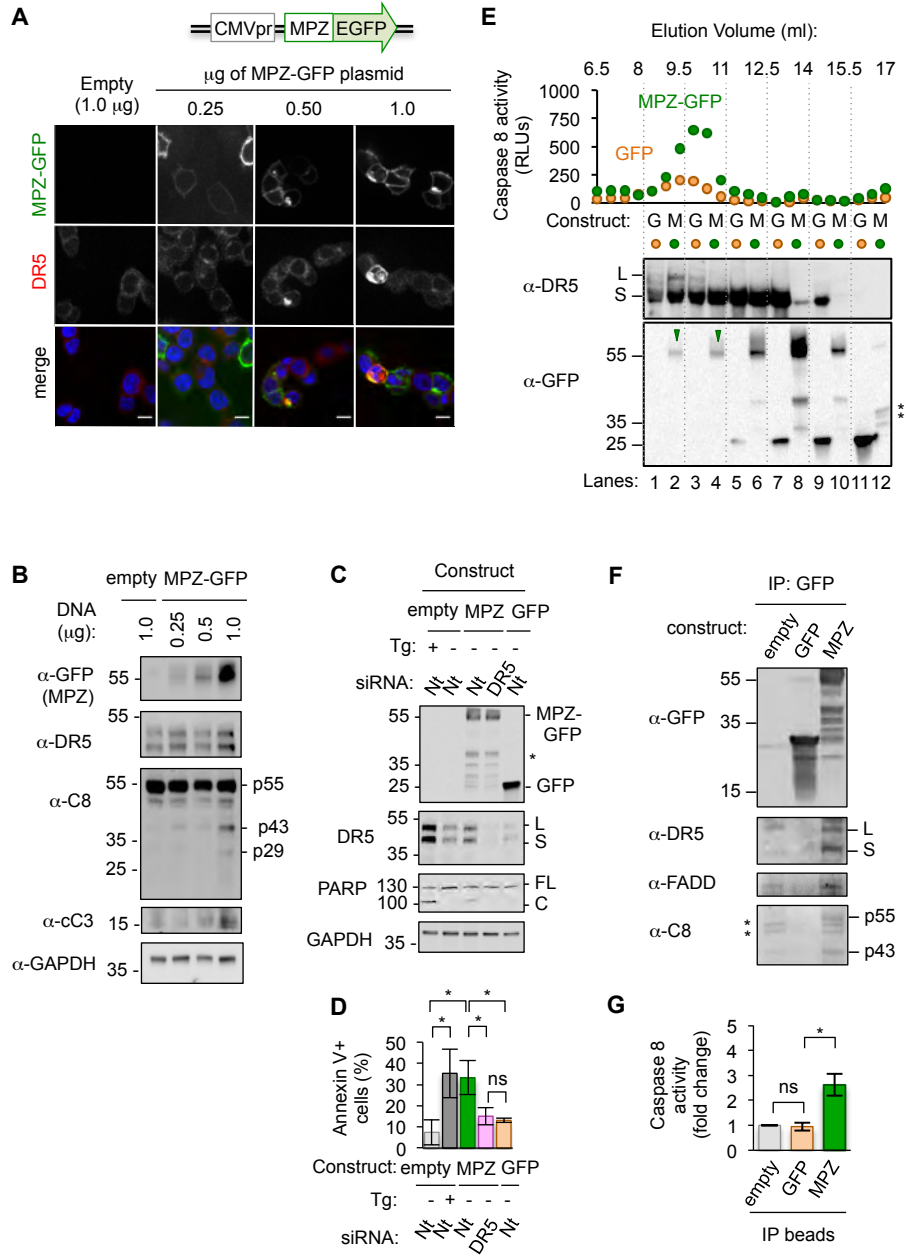 A
CMVpr MPZ EGFP
Empty
(1.0 μg)
μg of MPZ-GFP plasmid
0.25 0.50 1.0
MPZ-GFP
DR5
merge
B
empty MPZ-GFP
DNA
(μg):
1.0 0.25 0.5 1.0
α-GFP
(MPZ)
55
α-DR5
55
α-C8
55
35
25
p55
p43
p29
α-cC3
15
α-GAPDH
35
C
Construct
empty MPZ GFP
Tg: + - - - -
siRNA: Nt Nt Nt DR5 Nt
55
35
25
MPZ-
GFP
*
GFP
DR5
55
35
L
S
PARP
130
100
FL
C
GAPDH
35
D
Annexin V+
cells (%)
50
40
30
20
10
0
* * * *
ns
Construct: empty MPZ GFP
Tg: - + - - -
siRNA: Nt Nt Nt DR5 Nt
E
Elution Volume (ml):
6.5 8 9.5 11 12.5 14 15.5 17
Caspase 8 activity
(RLUs)
1000
750
500
250
0
MPZ-GFP
GFP
Construct: G M G M G M G M G M G M
α-DR5
L
S
α-GFP
55
35
25
*
*
Lanes: 1 2 3 4 5 6 7 8 9 10 11 12
F
IP: GFP
construct: empty GFP MPZ
α-GFP
55
35
15
α-DR5
L
S
α-FADD
α-C8
*
*
p55
p43
G
Caspase 8
activity
(fold change)
5
4
3
2
1
0
ns
*
empty GFP MPZ
IP beads